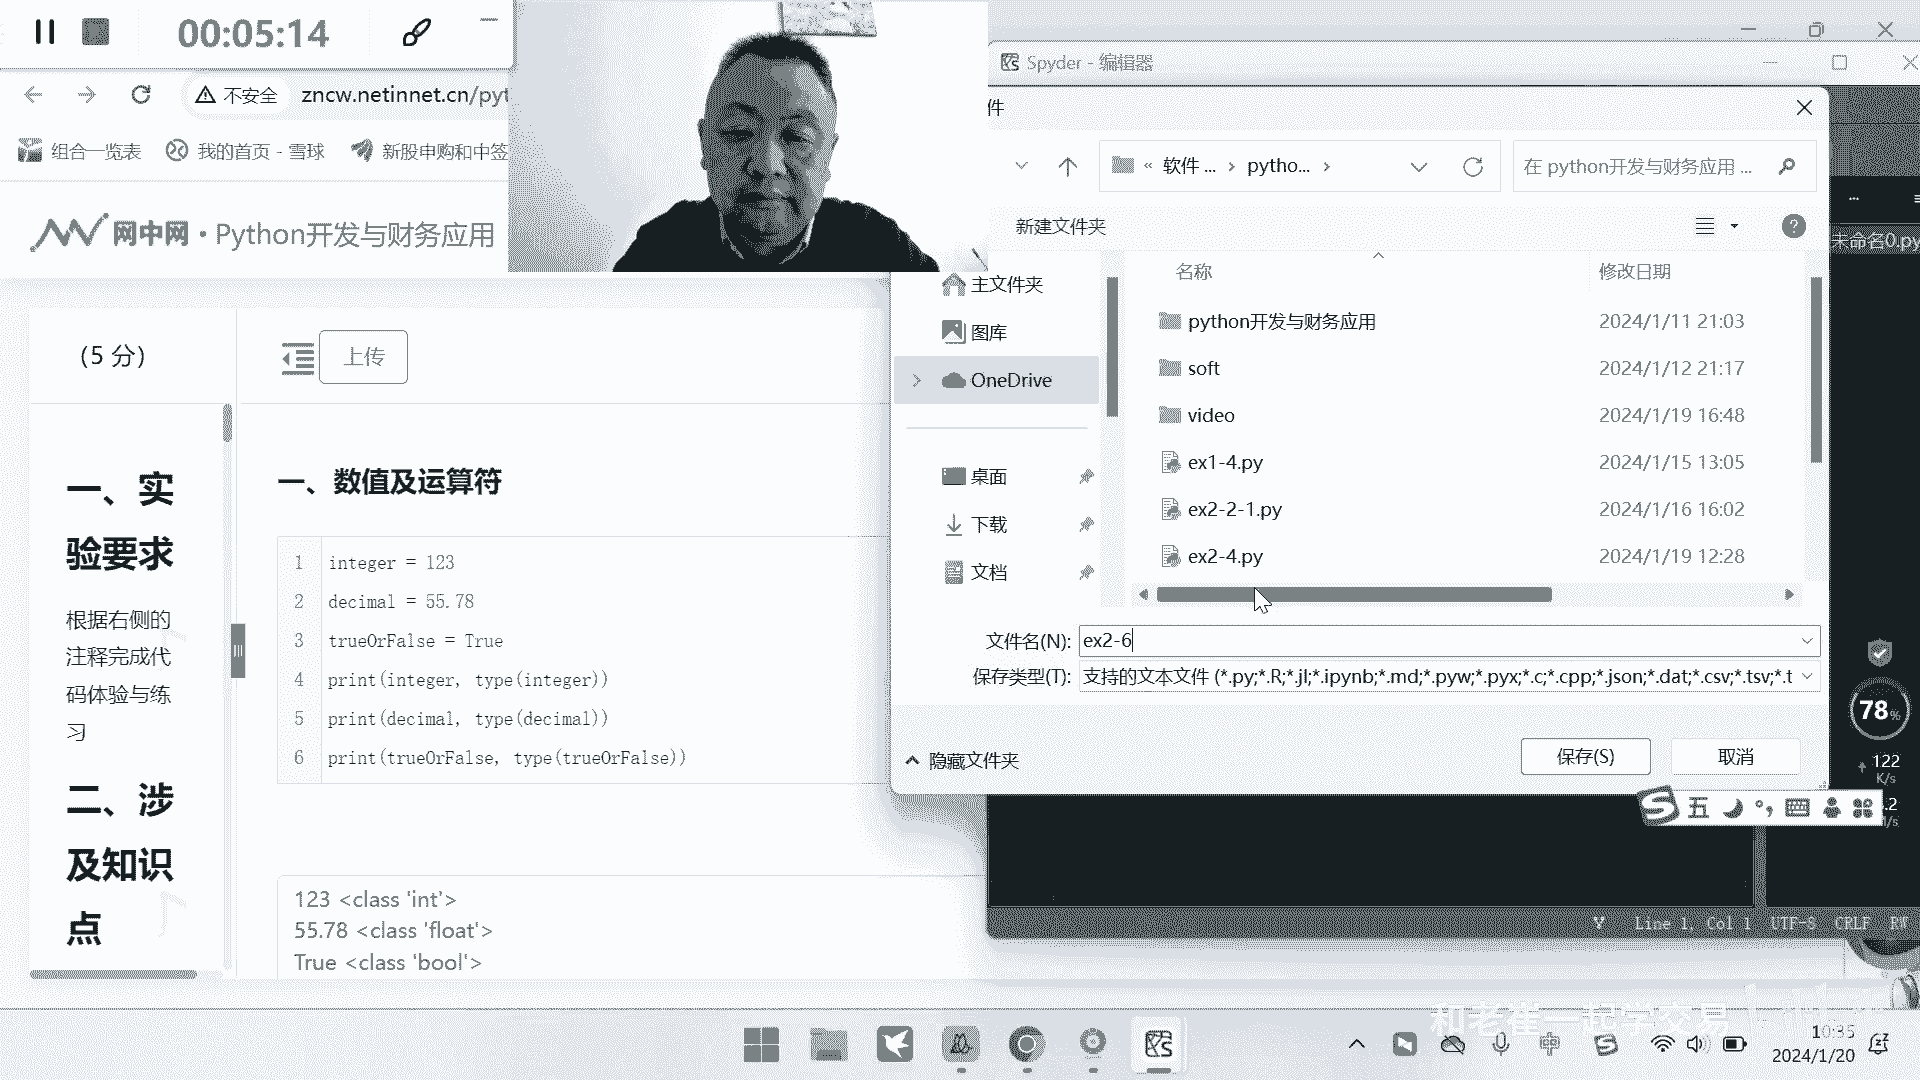 00:05:14
不安全
zncw.netinnet.cn/pyt
组合一览表
我的首页 - 雪球
新股申购和中签
网中网・Python开发与财务应用
(5 分)
上传
一、实
验要求
根据右侧的
注释完成代
码体验与练
习
二、涉
及知识
点
一、数值及运算符
1 integer = 123
2 decimal = 55.78
3 trueOrFalse = True
4 print(integer, type(integer))
5 print(decimal, type(decimal))
6 print(trueOrFalse, type(trueOrFalse))
123 <class 'int'>
55.78 <class 'float'>
True <class 'bool'>
Spyder - 编辑器
件
« 软件 ... › pytho... ›
在 python开发与财务应用 ...
新建文件夹
主文件夹
图库
OneDrive
桌面
下载
文档
名称 修改日期
python开发与财务应用 2024/1/11 21:03
soft 2024/1/12 21:17
video 2024/1/19 16:48
ex1-4.py 2024/1/15 13:05
ex2-2-1.py 2024/1/16 16:02
ex2-4.py 2024/1/19 12:28
文件名(N): ex2-6
保存类型(T): 支持的文本文件 (*.py;*.R;*.jl;*.ipynb;*.md;*.pyw;*.pyx;*.c;*.cpp;*.json;*.dat;*.csv;*.tsv;*.t
隐藏文件夹
保存(S)
取消
未命名0.py
78%
122
K/s
.2
/s
五
Line 1, Col 1 UTF-8 CRLF RW
和老崔一起学交易
中
10:35
2024/1/20